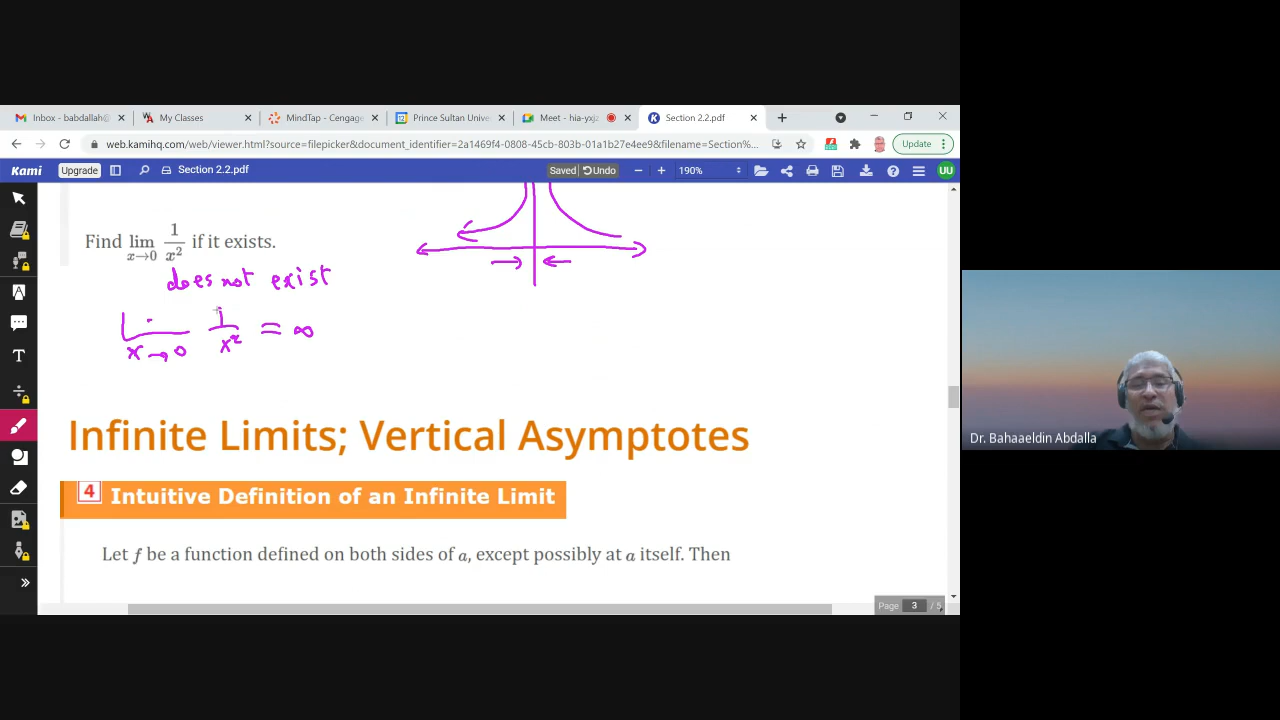 Inbox - babdallah@
My Classes
MindTap - Cengage
Prince Sultan Unive
Meet - hia-yxj
Section 2.2.pdf
web.kamihq.com/web/viewer.html?source=filepicker&document_identifier=2a1469f4-0808-45cb-803b-01a1b27e4ee9&filename=Section%...
Update
Kami
Upgrade
Section 2.2.pdf
Saved
Undo
190%
UU
Find lim x→0 1/x² if it exists.
does not exist
Li x→0 1/x² = ∞
Infinite Limits; Vertical Asymptotes
4 Intuitive Definition of an Infinite Limit
Let f be a function defined on both sides of a, except possibly at a itself. Then
Page 3 / 5
Dr. Bahaaeldin Abdalla